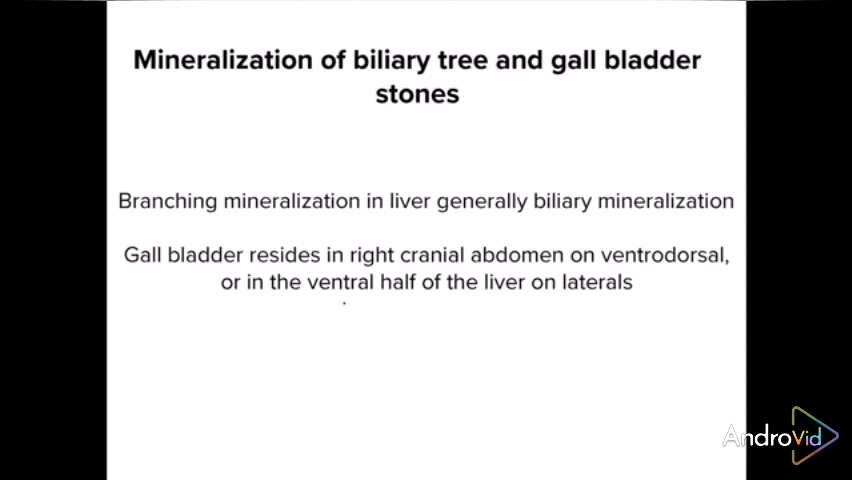 Mineralization of biliary tree and gall bladder
stones
Branching mineralization in liver generally biliary mineralization
Gall bladder resides in right cranial abdomen on ventrodorsal,
or in the ventral half of the liver on laterals
AndroVid